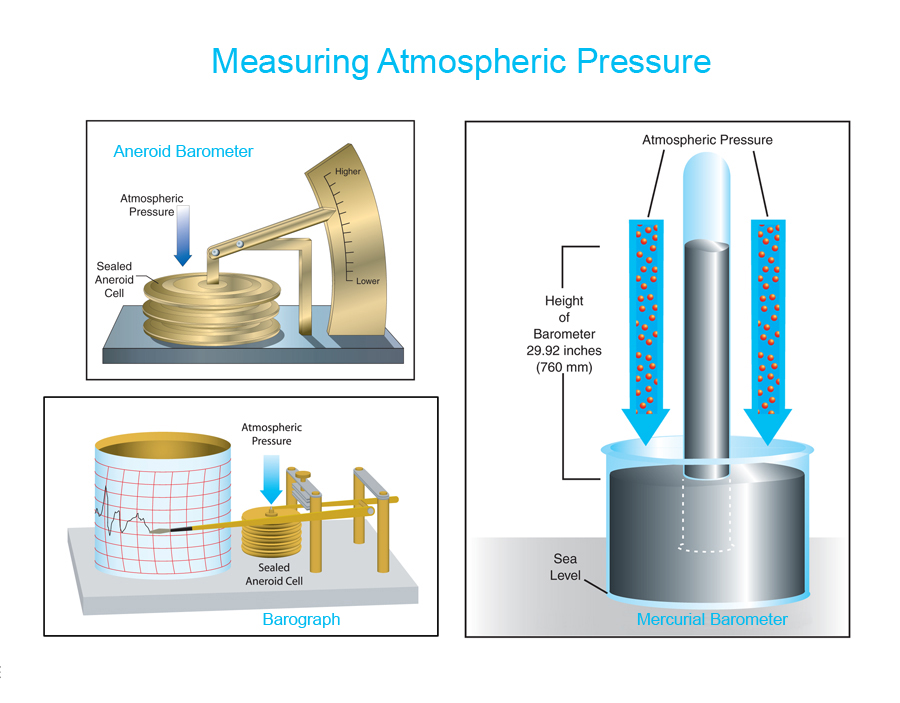 Measuring Atmospheric Pressure
Aneroid Barometer
Atmospheric
Pressure
Sealed
Aneroid
Cell
Higher
Lower
Atmospheric
Pressure
Sealed
Aneroid Cell
Barograph
Atmospheric Pressure
Height
of
Barometer
29.92 inches
(760 mm)
Sea
Level
Mercurial Barometer